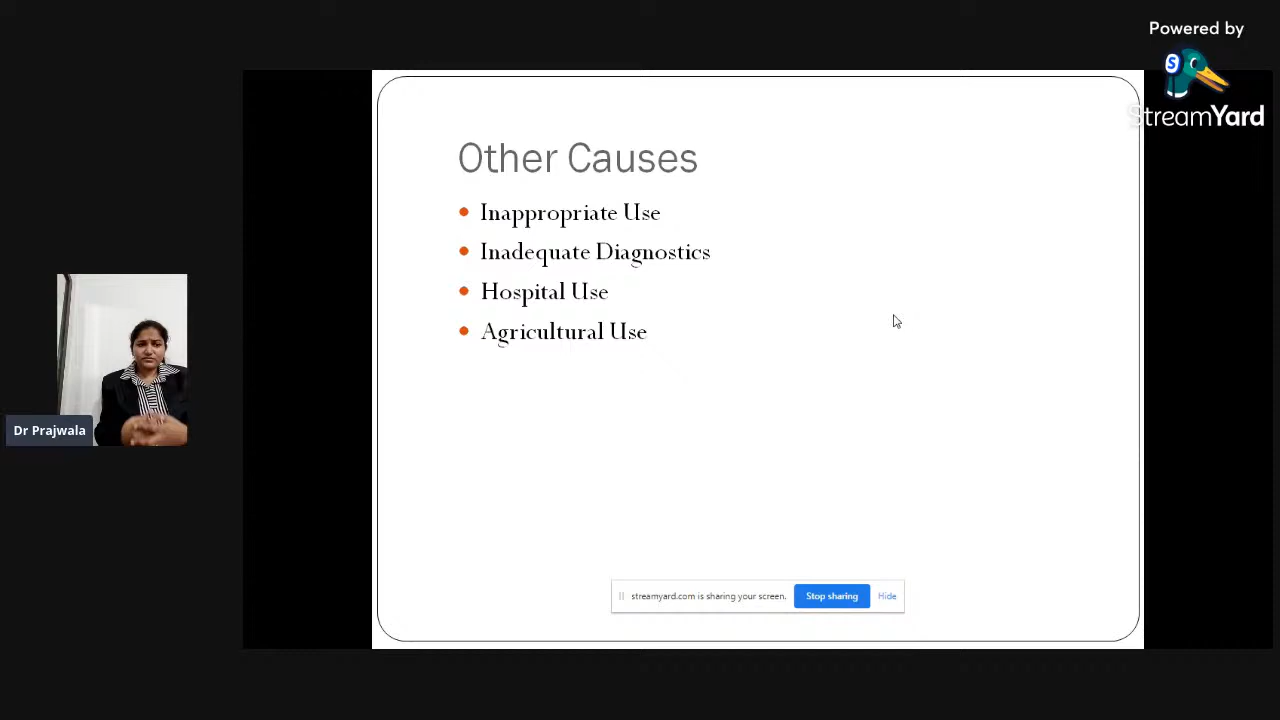 Powered by
StreamYard
Other Causes
Inappropriate Use
Inadequate Diagnostics
Hospital Use
Agricultural Use
Dr Prajwala
streamyard.com is sharing your screen. Stop sharing Hide